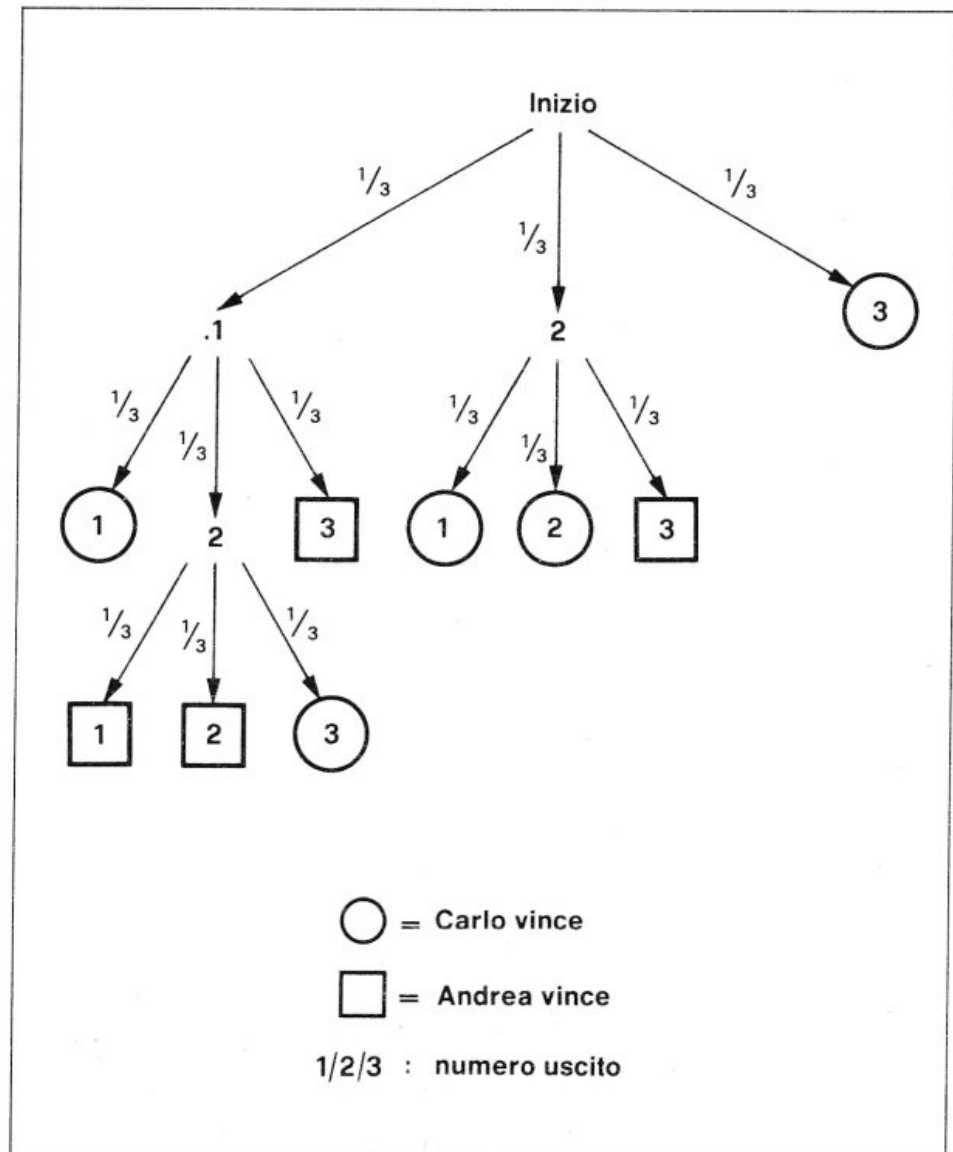 Inizio
1/3 1/3 1/3
3
.1 2
1/3 1/3 1/3 1/3 1/3 1/3
1 2 3 1 2 3
1/3 1/3 1/3
1 2 3
= Carlo vince
= Andrea vince
1/2/3 : numero uscito